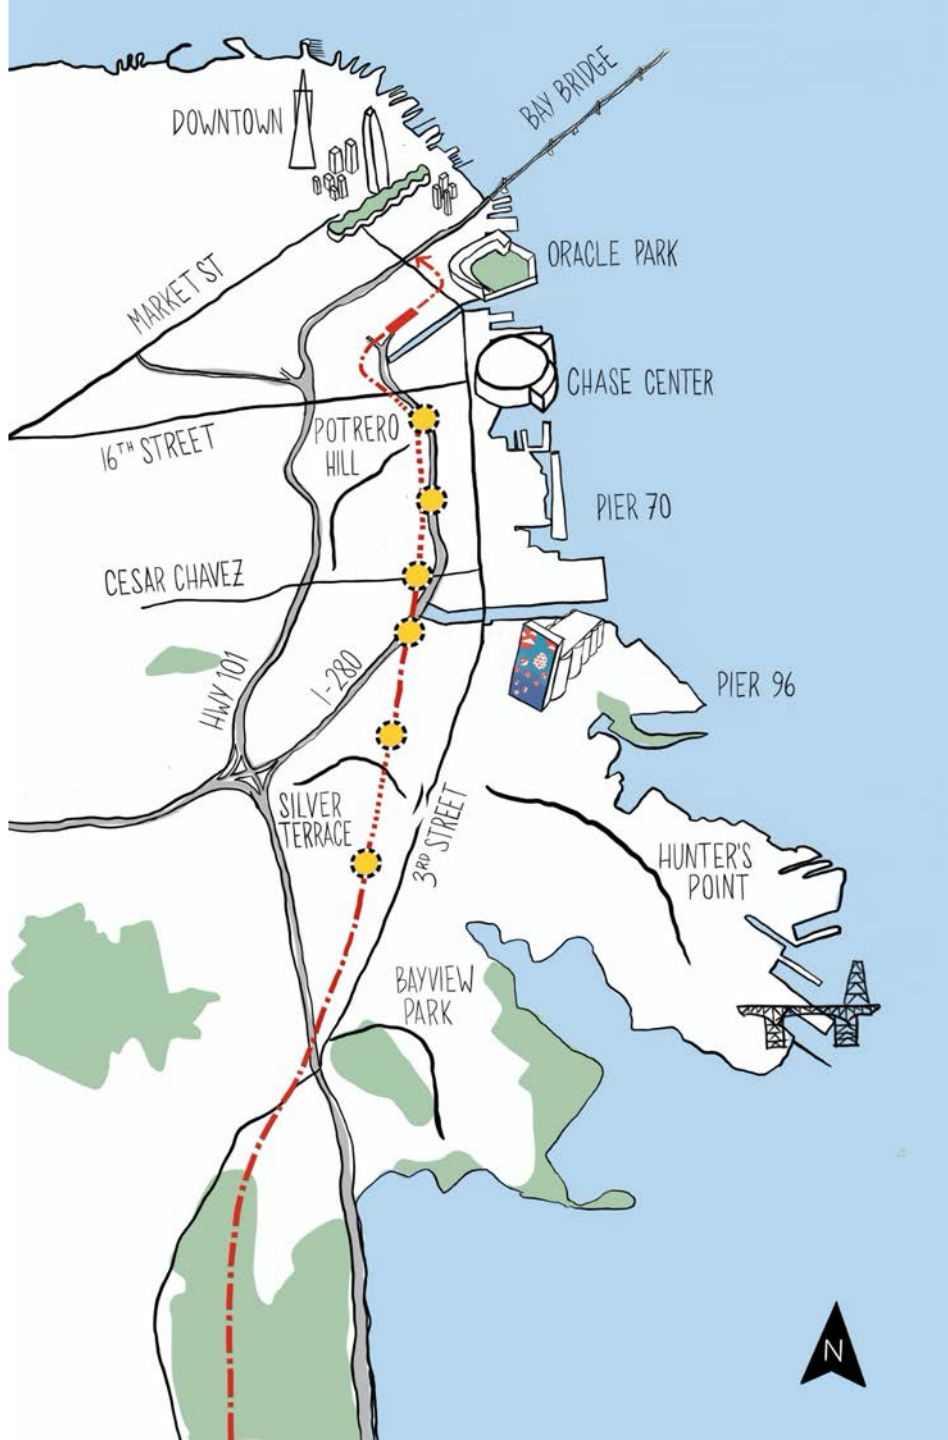 BAY BRIDGE
DOWNTOWN
ORACLE PARK
MARKET ST
CHASE CENTER
16TH STREET
POTRERO
HILL
PIER 70
CESAR CHAVEZ
HWY 101
I-280
PIER 96
SILVER
TERRACE
3RD STREET
HUNTER'S
POINT
BAYVIEW
PARK
N